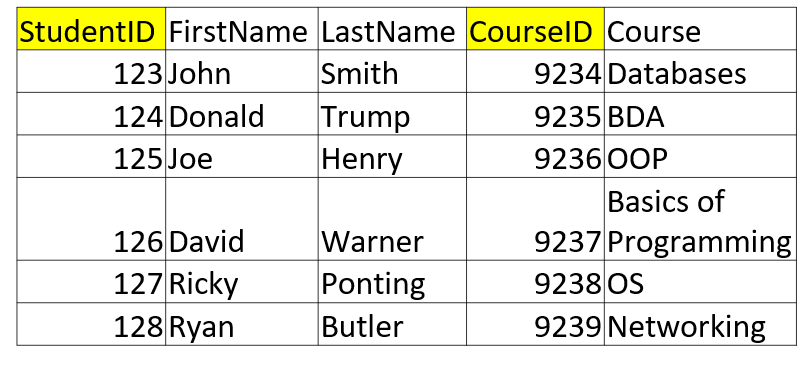 StudentID FirstName LastName CourseID Course
123 John Smith 9234 Databases
124 Donald Trump 9235 BDA
125 Joe Henry 9236 OOP
Basics of
126 David Warner 9237 Programming
127 Ricky Ponting 9238 OS
128 Ryan Butler 9239 Networking